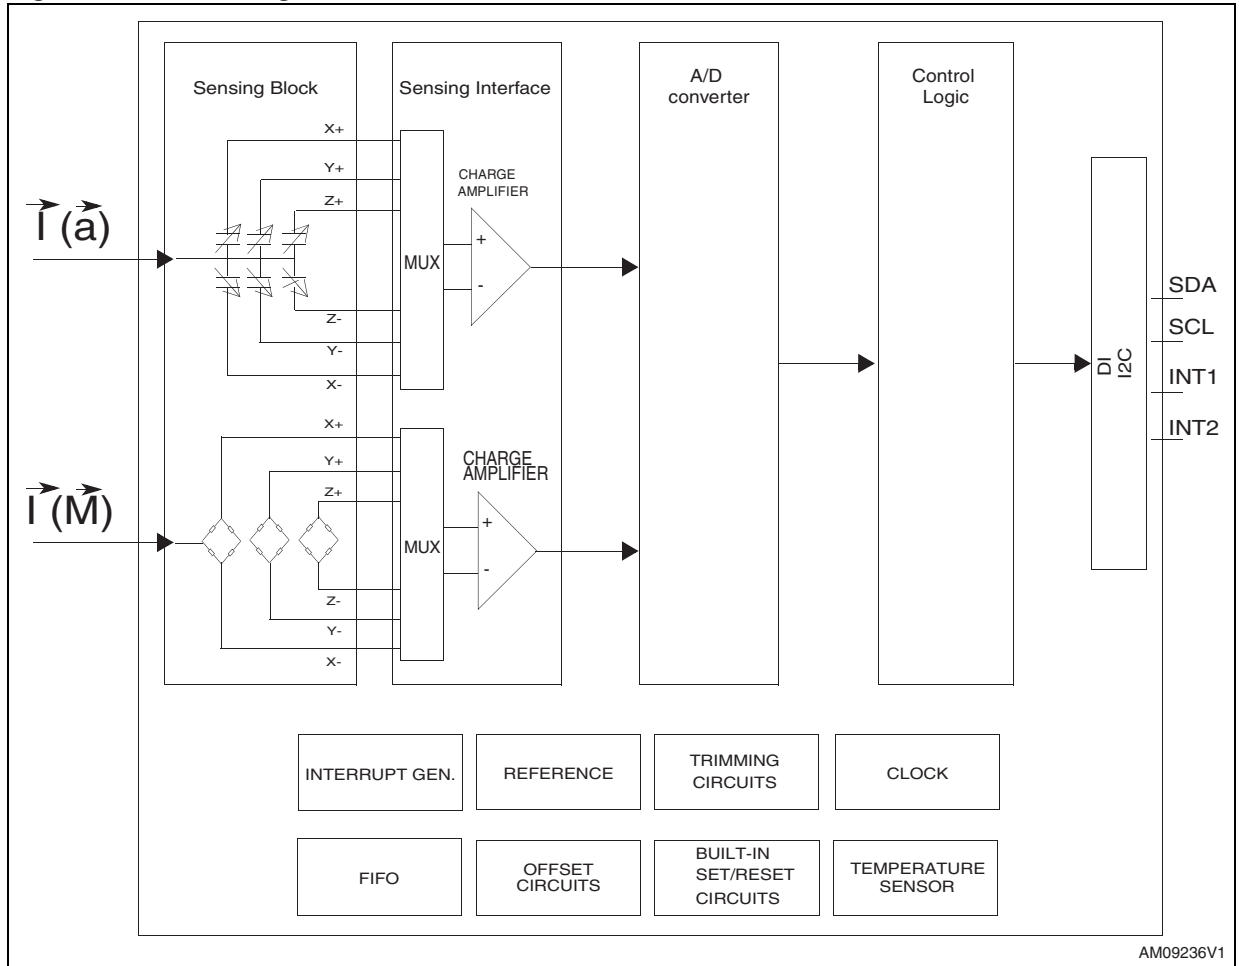 Sensing Block
Sensing Interface
A/D
converter
Control
Logic
X+
Y+
Z+
CHARGE
AMPLIFIER
I (a)
+
MUX
-
Z-
Y-
X-
SDA
SCL
DI
I2C
INT1
INT2
X+
Y+
Z+
CHARGE
AMPLIFIER
I (M)
+
MUX
-
Z-
Y-
X-
INTERRUPT GEN.
REFERENCE
TRIMMING
CIRCUITS
CLOCK
FIFO
OFFSET
CIRCUITS
BUILT-IN
SET/RESET
CIRCUITS
TEMPERATURE
SENSOR
AM09236V1